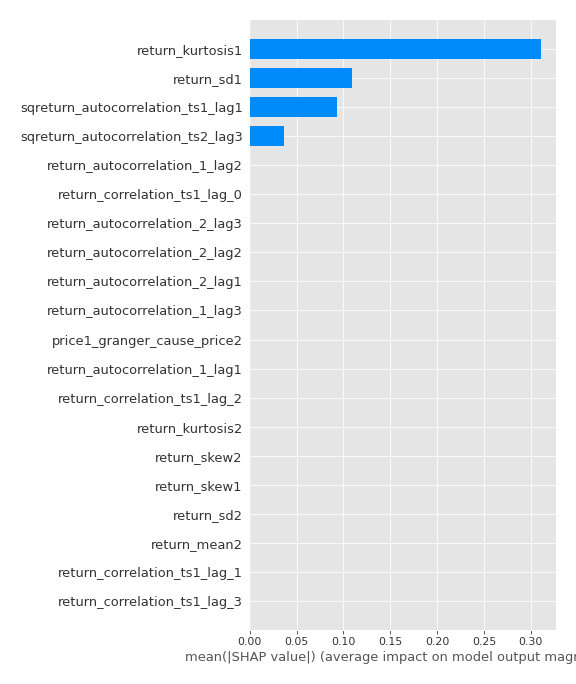 return_kurtosis1
return_sd1
sqreturn_autocorrelation_ts1_lag1
sqreturn_autocorrelation_ts2_lag3
return_autocorrelation_1_lag2
return_correlation_ts1_lag_0
return_autocorrelation_2_lag3
return_autocorrelation_2_lag2
return_autocorrelation_2_lag1
return_autocorrelation_1_lag3
price1_granger_cause_price2
return_autocorrelation_1_lag1
return_correlation_ts1_lag_2
return_kurtosis2
return_skew2
return_skew1
return_sd2
return_mean2
return_correlation_ts1_lag_1
return_correlation_ts1_lag_3
0.00 0.05 0.10 0.15 0.20 0.25 0.30
mean(|SHAP value|) (average impact on model output magn